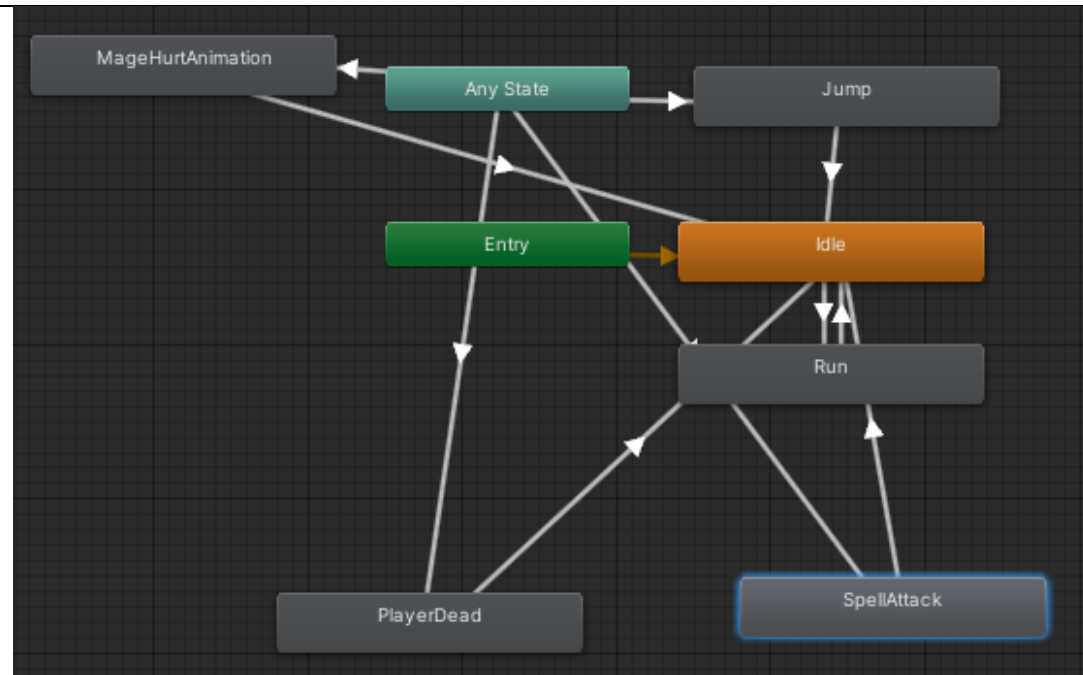 MageHurtAnimation
Any State
Jump
Entry
Idle
Run
PlayerDead
SpellAttack